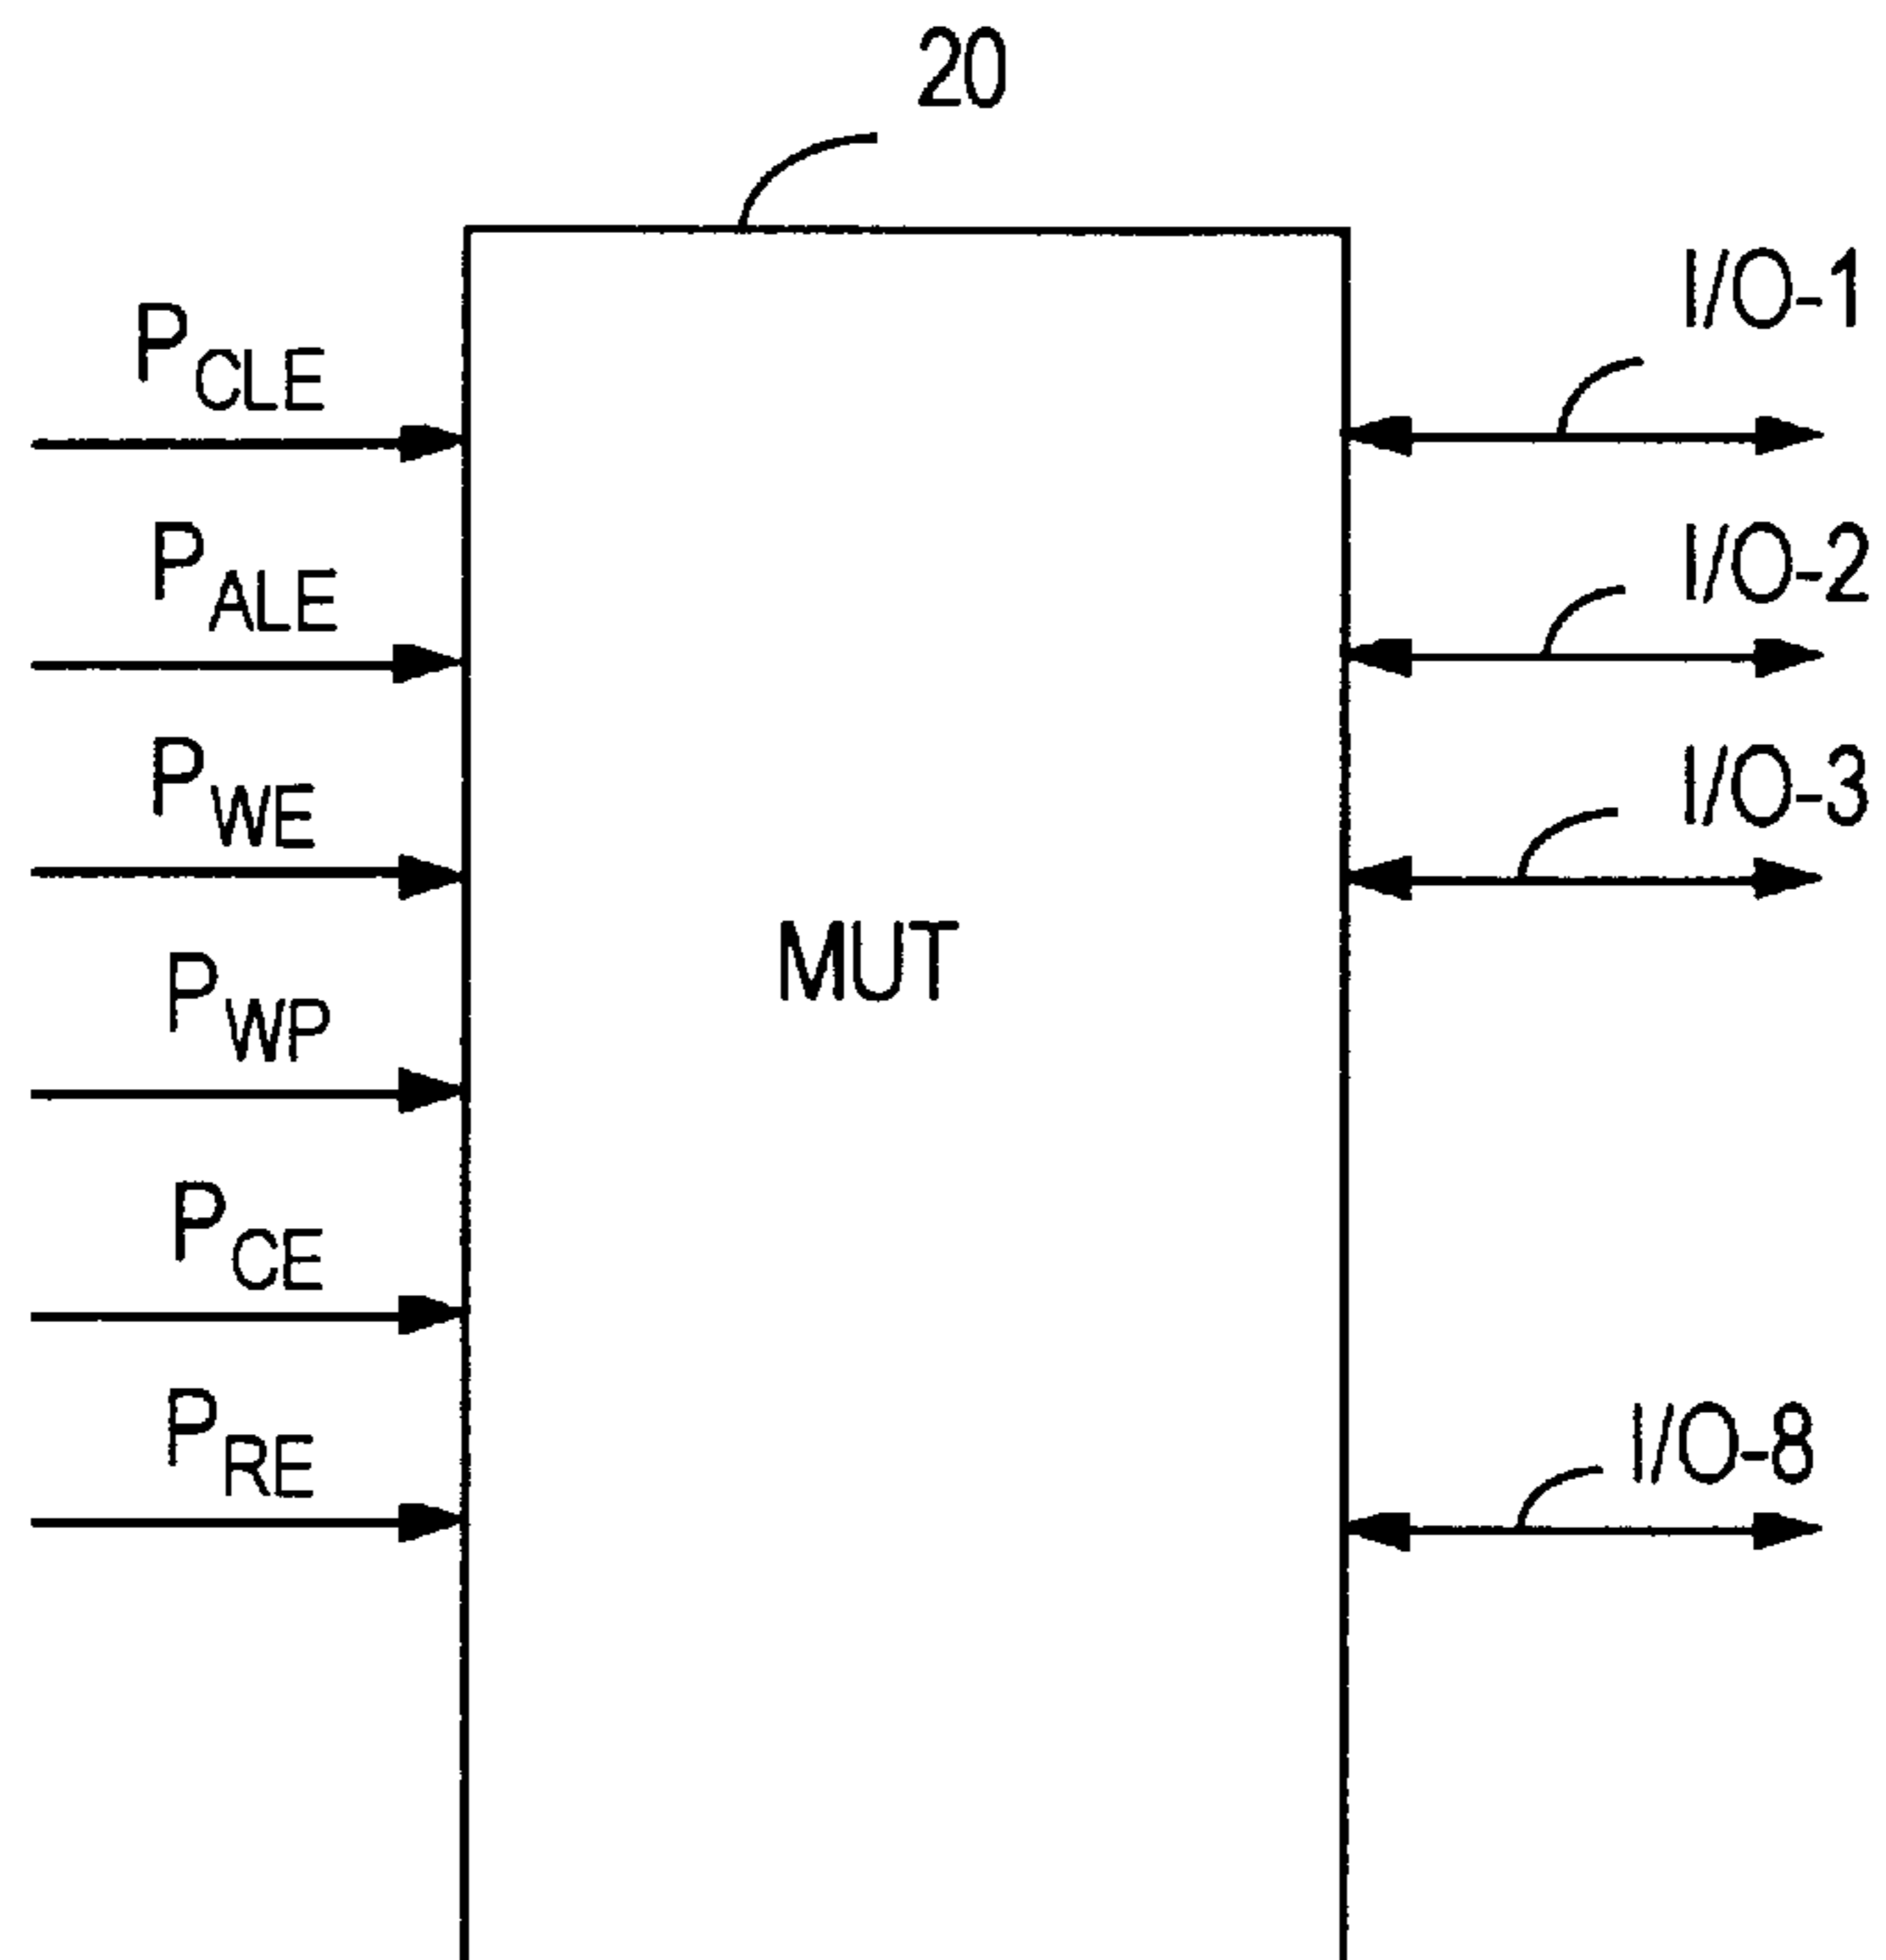 20
P_CLE
I/O-1
P_ALE
I/O-2
P_WE
I/O-3
P_WP
MUT
P_CE
P_RE
I/O-8